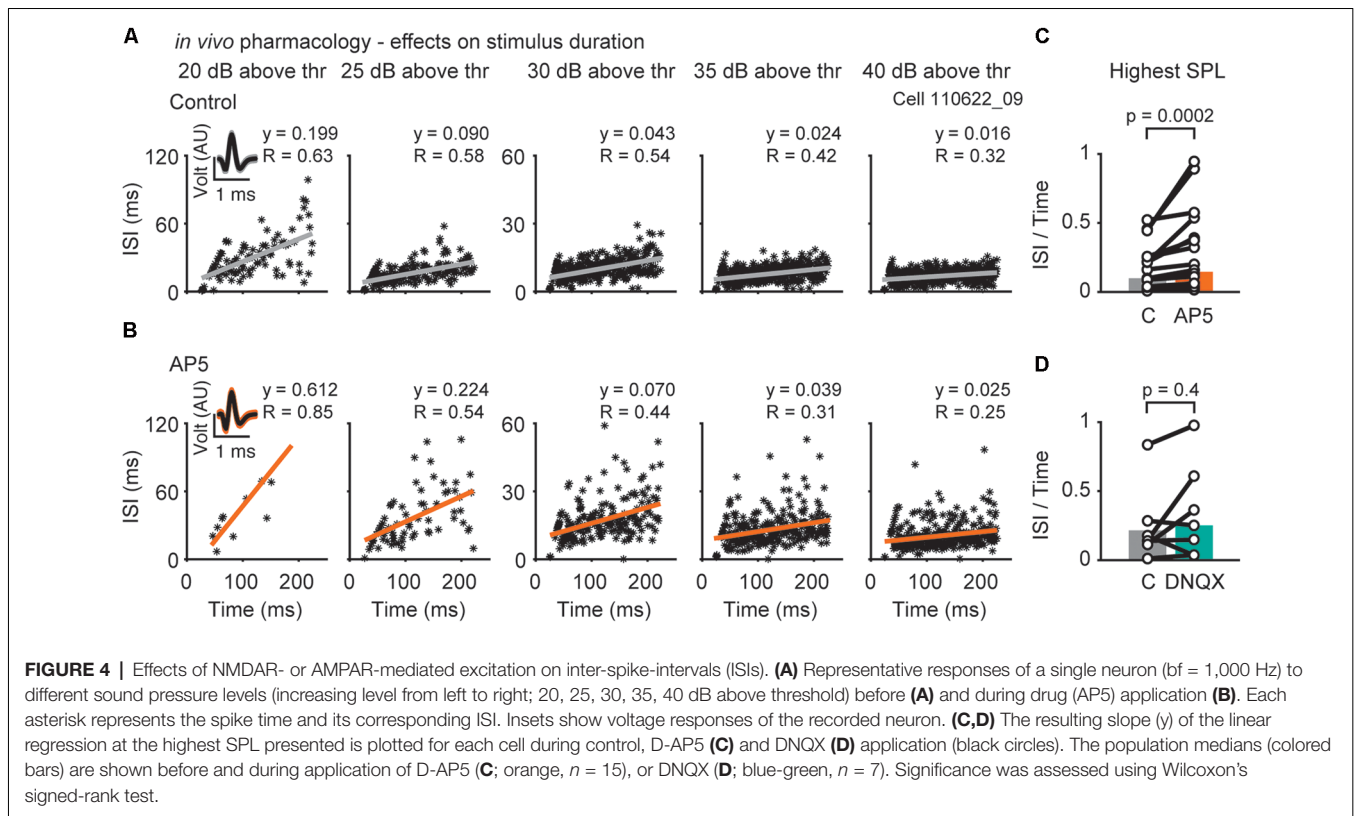 A
in vivo pharmacology - effects on stimulus duration
20 dB above thr 25 dB above thr 30 dB above thr 35 dB above thr 40 dB above thr
Control
Cell 110622_09
Volt (AU)
1 ms
y = 0.199
R = 0.63
y = 0.090
R = 0.58
y = 0.043
R = 0.54
y = 0.024
R = 0.42
y = 0.016
R = 0.32
ISI (ms)
120
60
0
60
30
0
B
AP5
Volt (AU)
1 ms
y = 0.612
R = 0.85
y = 0.224
R = 0.54
y = 0.070
R = 0.44
y = 0.039
R = 0.31
y = 0.025
R = 0.25
ISI (ms)
120
60
0
60
30
0
0 100 200 0 100 200 0 100 200 0 100 200 0 100 200
Time (ms) Time (ms) Time (ms) Time (ms) Time (ms)
C
Highest SPL
p = 0.0002
ISI / Time
1
0.5
0
C AP5
D
p = 0.4
ISI / Time
1
0.5
0
C DNQX
FIGURE 4 | Effects of NMDAR- or AMPAR-mediated excitation on inter-spike-intervals (ISIs). (A) Representative responses of a single neuron (bf = 1,000 Hz) to
different sound pressure levels (increasing level from left to right; 20, 25, 30, 35, 40 dB above threshold) before (A) and during drug (AP5) application (B). Each
asterisk represents the spike time and its corresponding ISI. Insets show voltage responses of the recorded neuron. (C,D) The resulting slope (y) of the linear
regression at the highest SPL presented is plotted for each cell during control, D-AP5 (C) and DNQX (D) application (black circles). The population medians (colored
bars) are shown before and during application of D-AP5 (C; orange, n = 15), or DNQX (D; blue-green, n = 7). Significance was assessed using Wilcoxon's
signed-rank test.